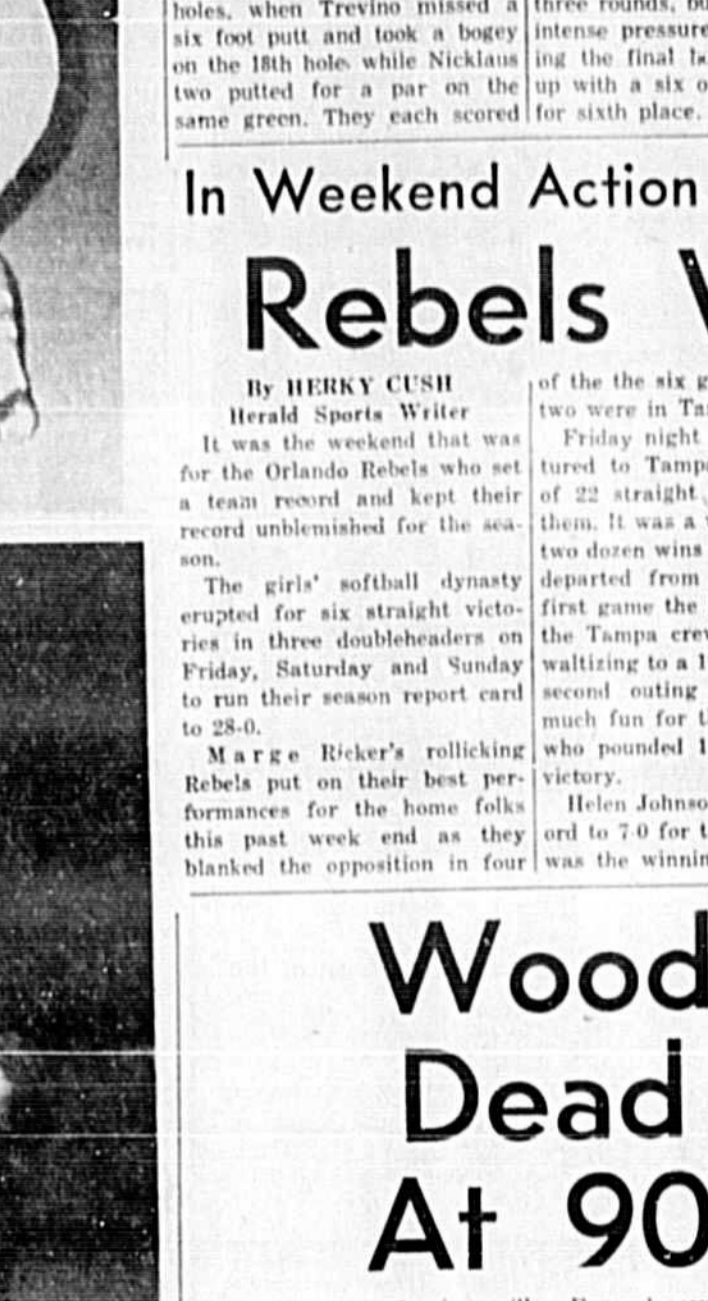 holes, when Trevino missed a
six foot putt and took a bogey
on the 18th hole while Nicklaus
two putted for a par on the
same green. They each scored
three rounds, bu
intense pressure
ing the final
up with a six o
for sixth place.
In Weekend Action
Rebels
By HERKY CUSH
Herald Sports Writer
It was the weekend that was
for the Orlando Rebels who set
a team record and kept their
record unblemished for the sea-
son.
The girls' softball dynasty
erupted for six straight victo-
ries in three doubleheaders on
Friday, Saturday and Sunday
to run their season report card
to 28-0.
Marge Ricker's rollicking
Rebels put on their best per-
formances for the home folks
this past week end as they
blanked the opposition in four
of the the six g
two were in Ta
Friday night
tured to Tampa
of 22 straight
them. It was a
two dozen wins
departed from
first game the
the Tampa crew
waltizing to a 1
second outing
much fun for t
who pounded 1
victory.
Helen Johnso
ord to 7-0 for t
was the winnin
Wood
Dead
At 90